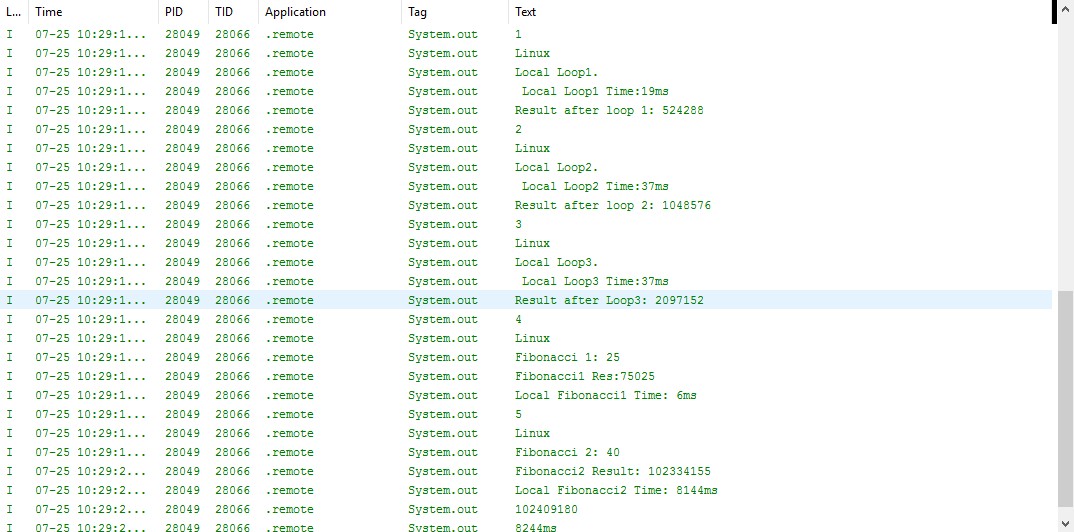 L... Time PID TID Application Tag Text
I 07-25 10:29:1... 28049 28066 .remote System.out 1
I 07-25 10:29:1... 28049 28066 .remote System.out Linux
I 07-25 10:29:1... 28049 28066 .remote System.out Local Loop1.
I 07-25 10:29:1... 28049 28066 .remote System.out Local Loop1 Time:19ms
I 07-25 10:29:1... 28049 28066 .remote System.out Result after loop 1: 524288
I 07-25 10:29:1... 28049 28066 .remote System.out 2
I 07-25 10:29:1... 28049 28066 .remote System.out Linux
I 07-25 10:29:1... 28049 28066 .remote System.out Local Loop2.
I 07-25 10:29:1... 28049 28066 .remote System.out Local Loop2 Time:37ms
I 07-25 10:29:1... 28049 28066 .remote System.out Result after loop 2: 1048576
I 07-25 10:29:1... 28049 28066 .remote System.out 3
I 07-25 10:29:1... 28049 28066 .remote System.out Linux
I 07-25 10:29:1... 28049 28066 .remote System.out Local Loop3.
I 07-25 10:29:1... 28049 28066 .remote System.out Local Loop3 Time:37ms
I 07-25 10:29:1... 28049 28066 .remote System.out Result after Loop3: 2097152
I 07-25 10:29:1... 28049 28066 .remote System.out 4
I 07-25 10:29:1... 28049 28066 .remote System.out Linux
I 07-25 10:29:1... 28049 28066 .remote System.out Fibonacci 1: 25
I 07-25 10:29:1... 28049 28066 .remote System.out Fibonacci1 Res:75025
I 07-25 10:29:1... 28049 28066 .remote System.out Local Fibonacci1 Time: 6ms
I 07-25 10:29:1... 28049 28066 .remote System.out 5
I 07-25 10:29:1... 28049 28066 .remote System.out Linux
I 07-25 10:29:1... 28049 28066 .remote System.out Fibonacci 2: 40
I 07-25 10:29:2... 28049 28066 .remote System.out Fibonacci2 Result: 102334155
I 07-25 10:29:2... 28049 28066 .remote System.out Local Fibonacci2 Time: 8144ms
I 07-25 10:29:2... 28049 28066 .remote System.out 102409180
I 07-25 10:29:2... 28049 28066 .remote System.out 8244ms